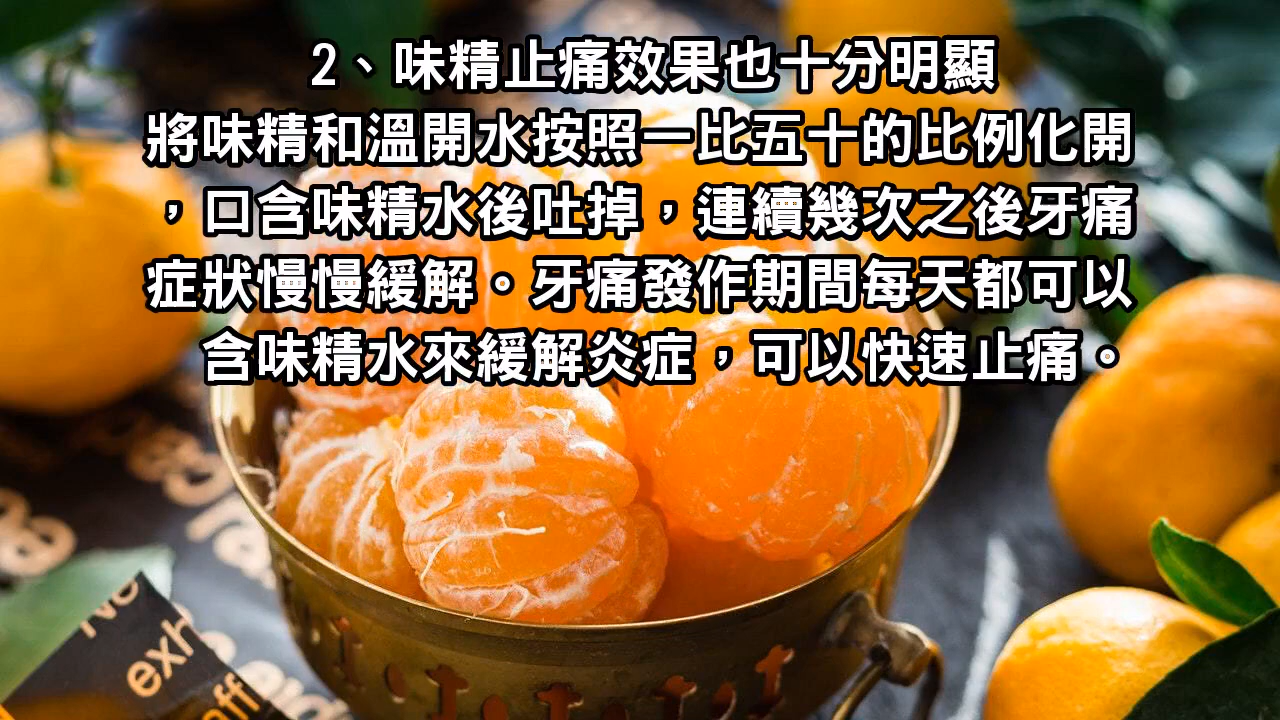 2、味精止痛效果也十分明顯
將味精和溫開水按照一比五十的比例化開
，口含味精水後吐掉，連續幾次之後牙痛
症狀慢慢緩解。牙痛發作期間每天都可以
含味精水來緩解炎症，可以快速止痛。
exh